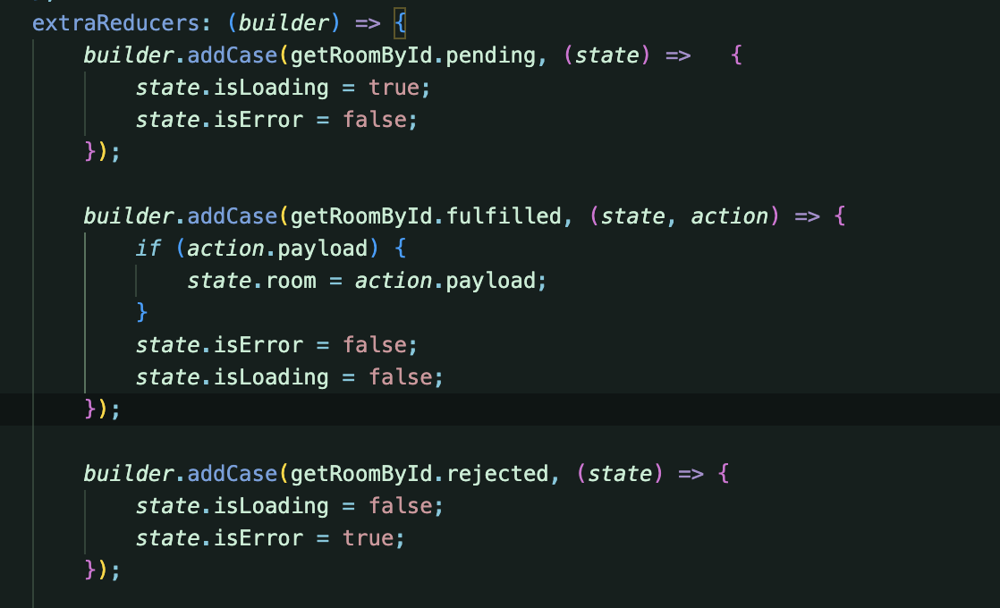 extraReducers: (builder) => {
    builder.addCase(getRoomById.pending, (state) =>   {
        state.isLoading = true;
        state.isError = false;
    });

    builder.addCase(getRoomById.fulfilled, (state, action) => {
        if (action.payload) {
            state.room = action.payload;
        }
        state.isError = false;
        state.isLoading = false;
    });

    builder.addCase(getRoomById.rejected, (state) => {
        state.isLoading = false;
        state.isError = true;
    });